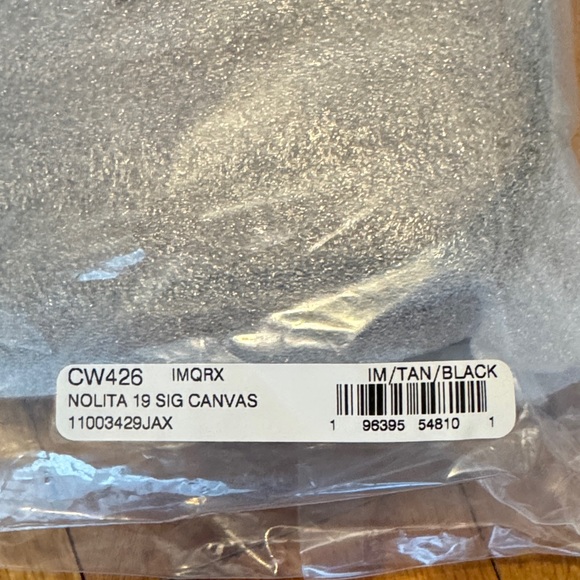 CW426 IMQRX IM/TAN/BLACK
NOLITA 19 SIG CANVAS
11003429JAX
1 96395 54810 1